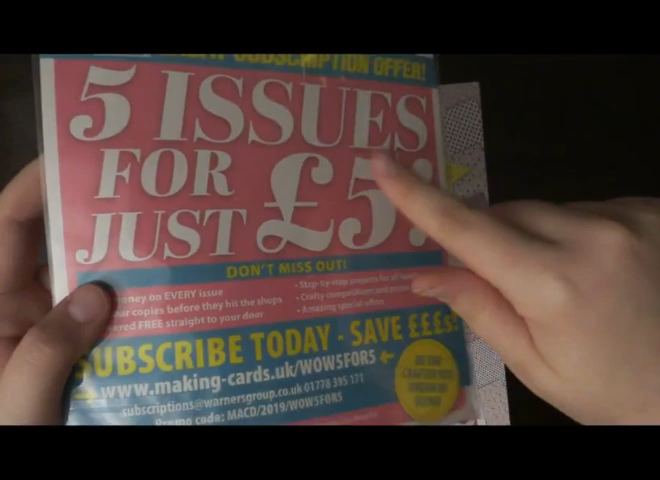 SUBSCRIPTION OFFER!
5 ISSUES
FOR
JUST £5!
DON'T MISS OUT!
money on EVERY issue
copies before they hit the shops
FREE straight to your door
• Step-by-step projects for all
• Crafty competitions and
• Amazing special offers
SUBSCRIBE TODAY - SAVE £££s!
www.making-cards.uk/WOW5FOR5
subscriptions@warnersgroup.co.uk 01778 395 171
Promo code: MACD/2019/WOW5FOR5